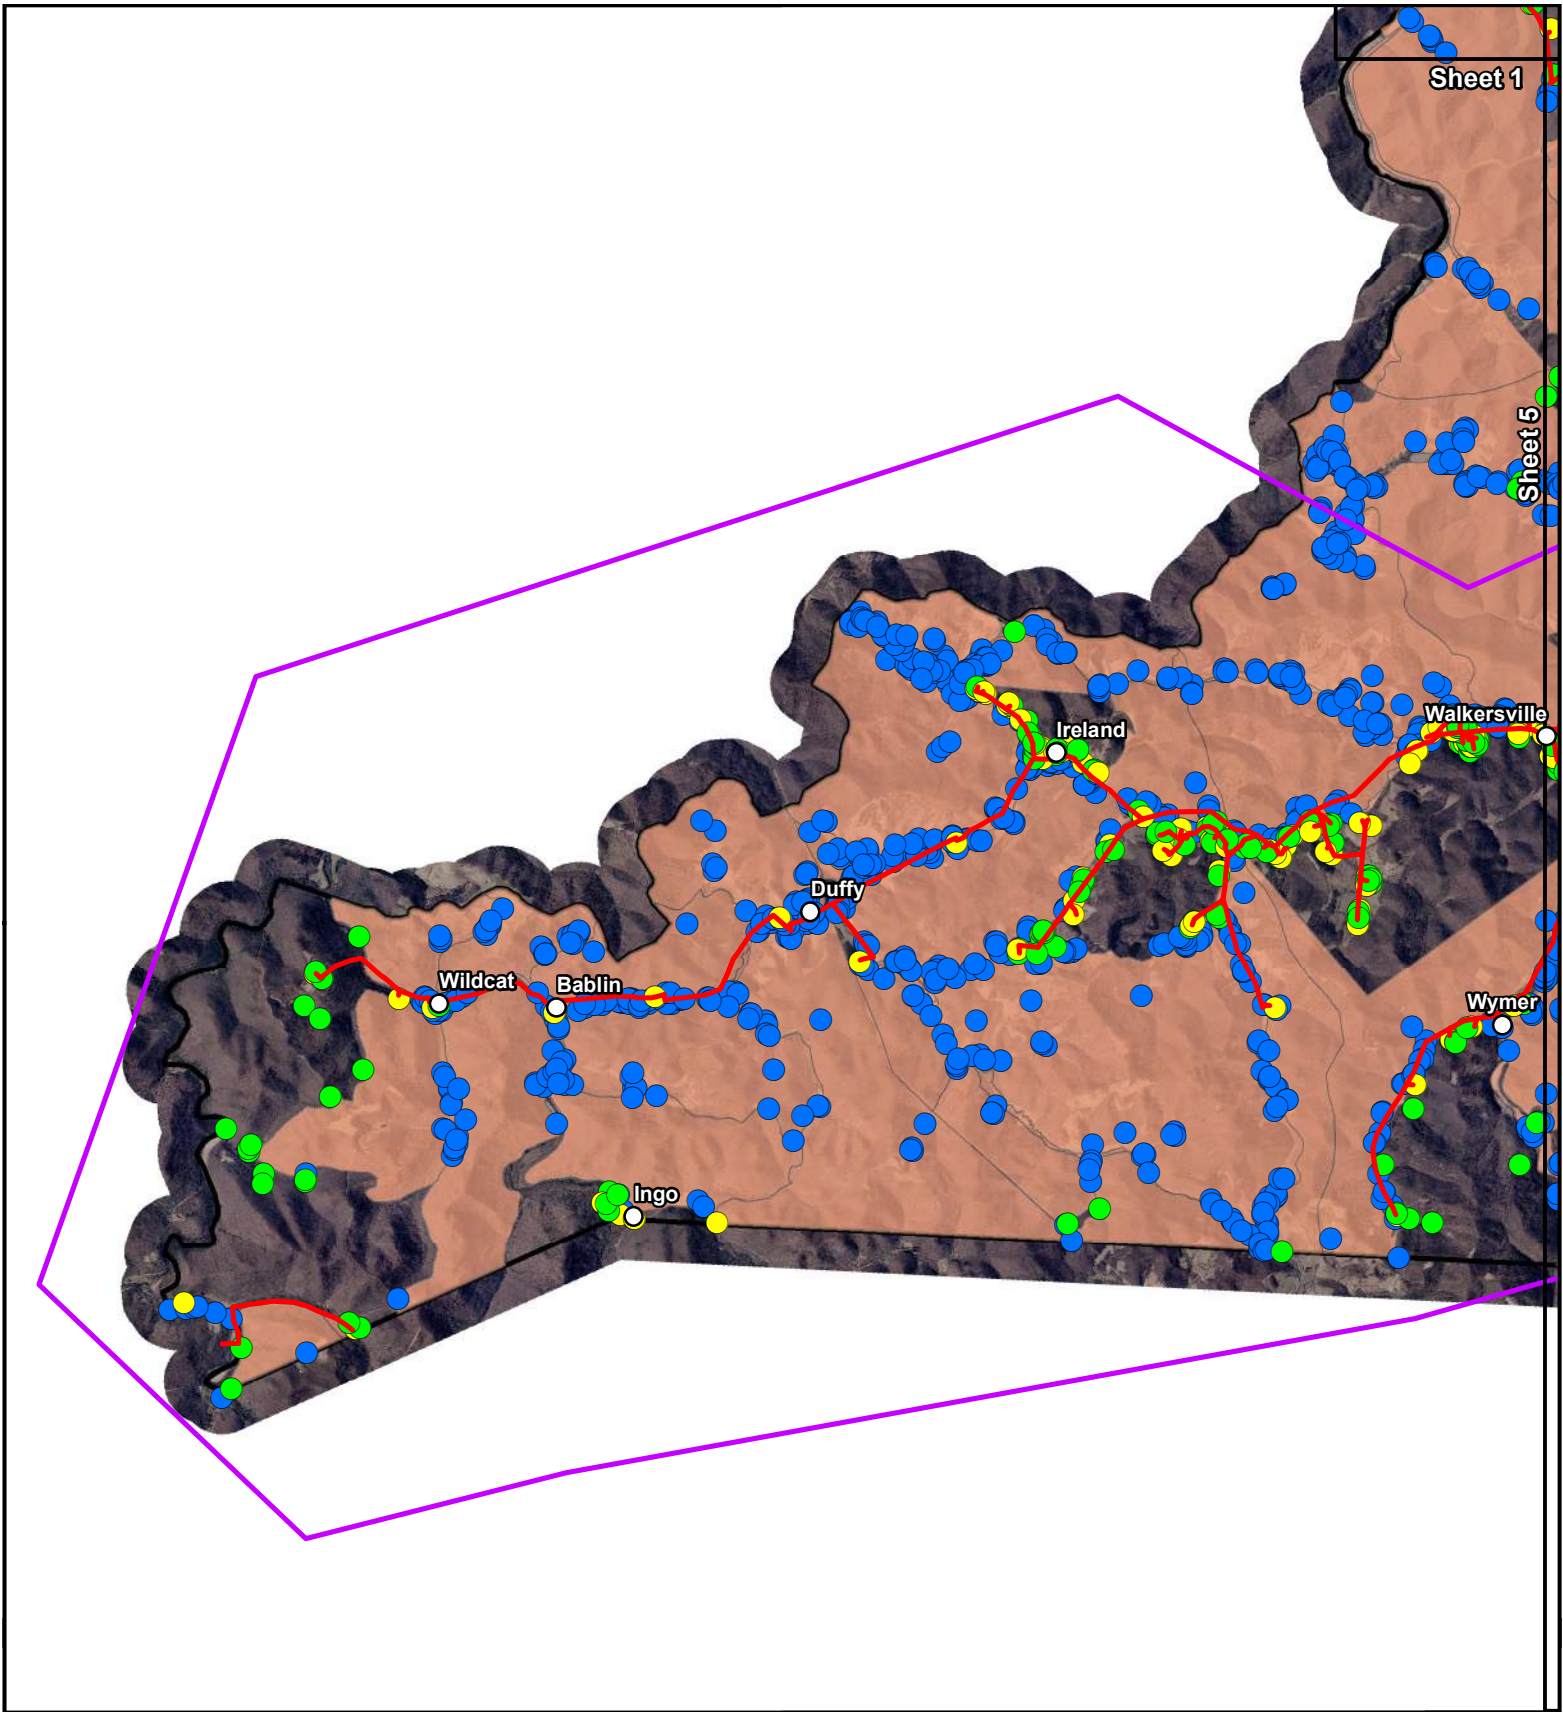 Sheet 1
Sheet 5
Walkersville
Ireland
Duffy
Wildcat
Bablin
Wymer
Ingo